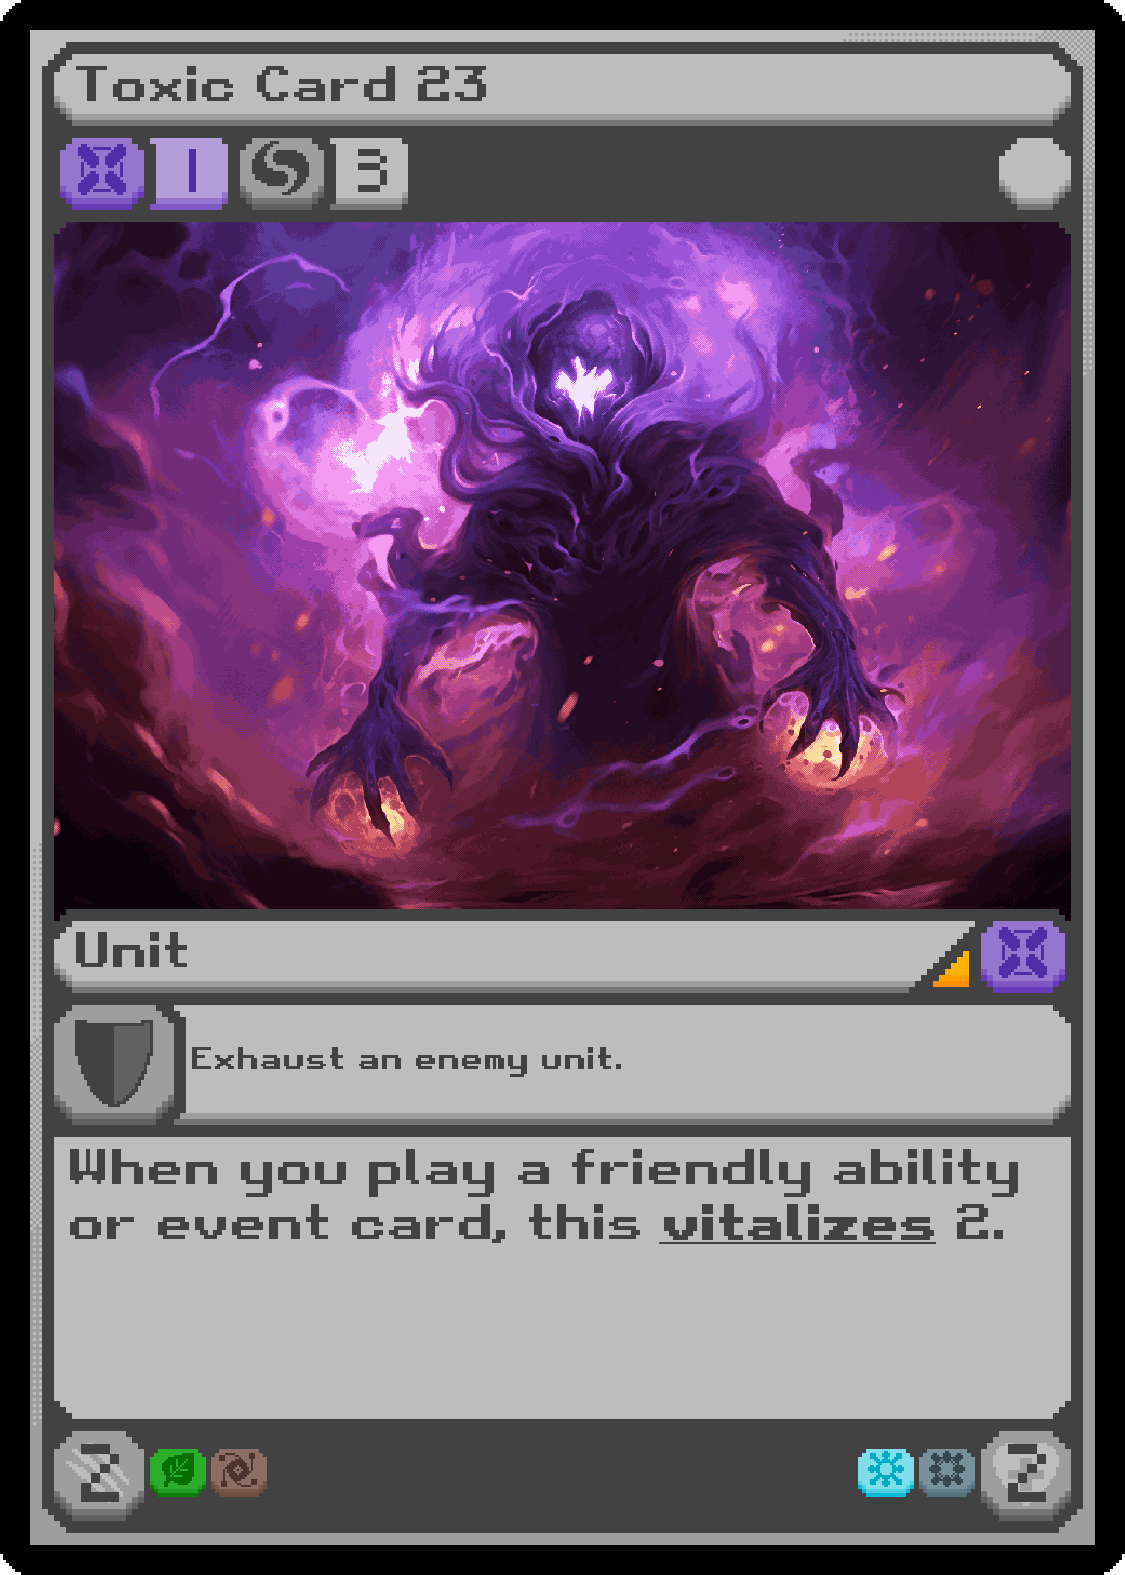 Toxic Card 23
1 3
Unit
Exhaust an enemy unit.
When you play a friendly ability
or event card, this vitalizes 2.
2 2